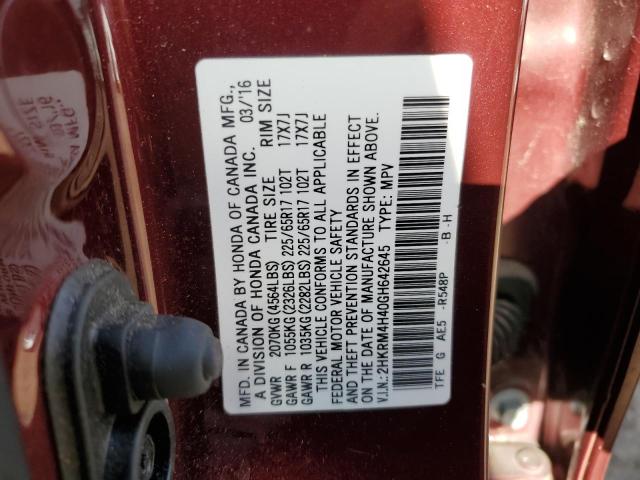 MFD. IN CANADA BY HONDA OF CANADA MFG.,
A DIVISION OF HONDA CANADA INC. 03/'16
GVWR 2070KG(4564LBS) TIRE SIZE RIM SIZE
GAWR F 1055KG(2326LBS) 225/65R17 102T 17X7J
GAWR R 1035KG(2282LBS) 225/65R17 102T 17X7J
THIS VEHICLE CONFORMS TO ALL APPLICABLE
FEDERAL MOTOR VEHICLE SAFETY
AND THEFT PREVENTION STANDARDS IN EFFECT
ON THE DATE OF MANUFACTURE SHOWN ABOVE.
V.I.N.:2HKRM4H40GH642645 TYPE: MPV
TFE G AE5 -R548P -B-H